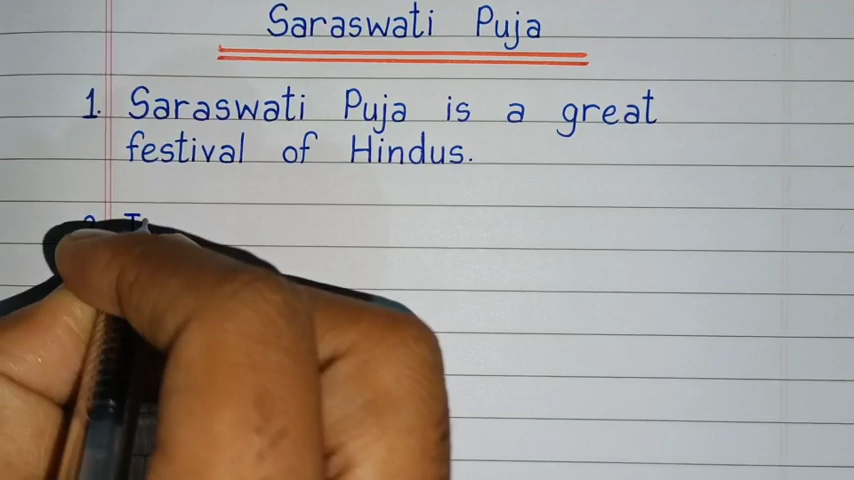 Saraswati Puja
1. Saraswati Puja is a great
festival of Hindus.